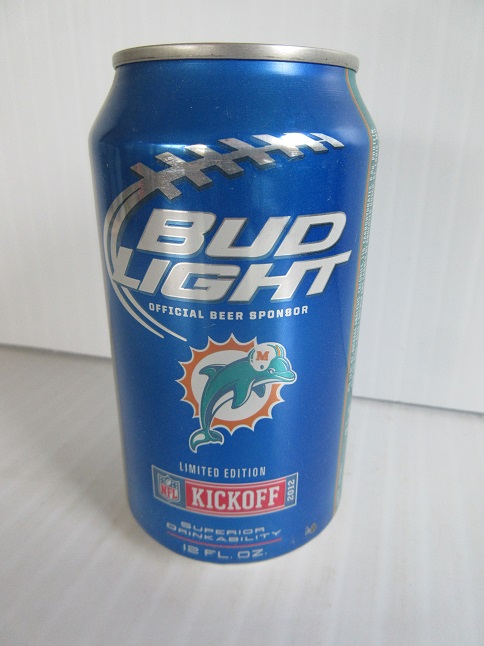 BUD
LIGHT
OFFICIAL BEER SPONSOR
M
LIMITED EDITION
NFL KICKOFF 2012
SUPERIOR
DRINKABILITY
12 FL. OZ.